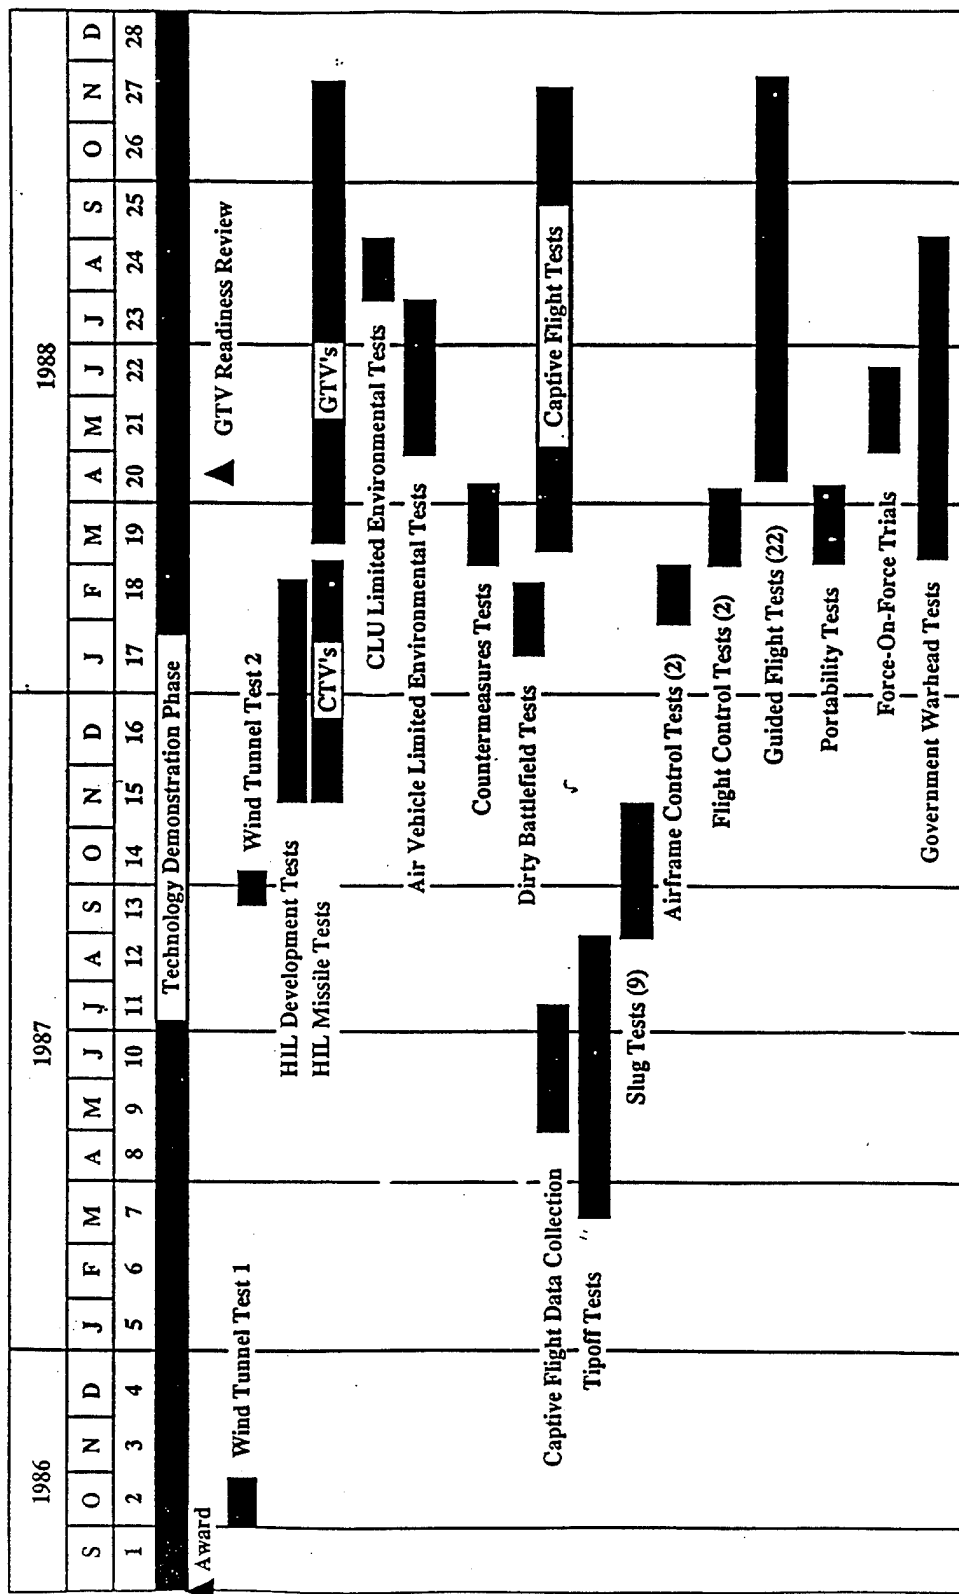 1986 1987 1988
S O N D J F M A M J J A S O N D J F M A M J J A S O N D
1 2 3 4 5 6 7 8 9 10 11 12 13 14 15 16 17 18 19 20 21 22 23 24 25 26 27 28
Technology Demonstration Phase
Award
GTV Readiness Review
Wind Tunnel Test 1
Wind Tunnel Test 2
HIL Development Tests
HIL Missile Tests
CTV's
GTV's
CLU Limited Environmental Tests
Air Vehicle Limited Environmental Tests
Countermeasures Tests
Dirty Battlefield Tests
Captive Flight Data Collection
Captive Flight Tests
Tipoff Tests
Slug Tests (9)
Airframe Control Tests (2)
Flight Control Tests (2)
Guided Flight Tests (22)
Portability Tests
Force-On-Force Trials
Government Warhead Tests